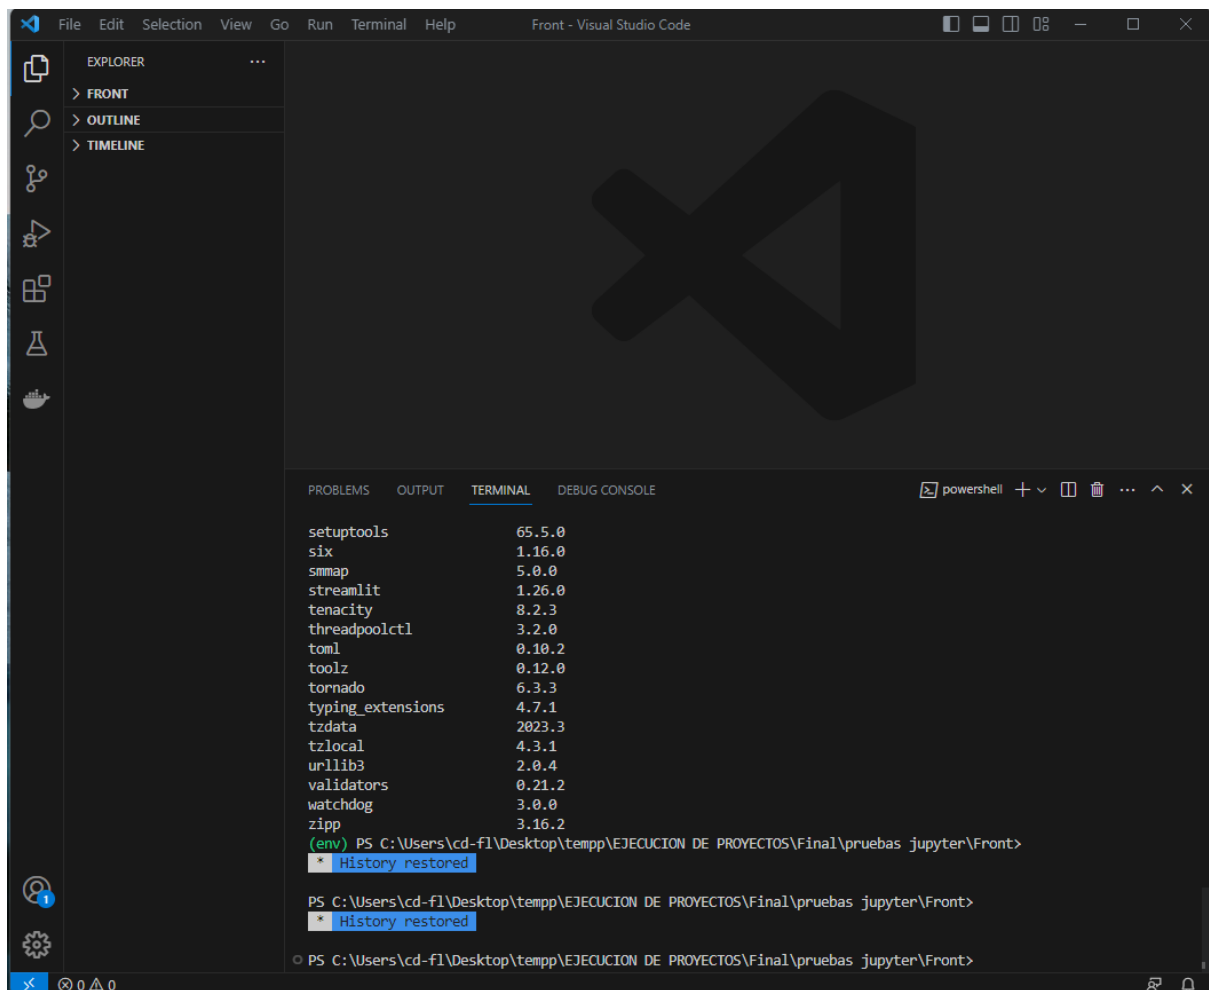 File Edit Selection View Go Run Terminal Help Front - Visual Studio Code
EXPLORER
FRONT
OUTLINE
TIMELINE
PROBLEMS OUTPUT TERMINAL DEBUG CONSOLE powershell
setuptools 65.5.0
six 1.16.0
smmap 5.0.0
streamlit 1.26.0
tenacity 8.2.3
threadpoolctl 3.2.0
toml 0.10.2
toolz 0.12.0
tornado 6.3.3
typing_extensions 4.7.1
tzdata 2023.3
tzlocal 4.3.1
urllib3 2.0.4
validators 0.21.2
watchdog 3.0.0
zipp 3.16.2
(env) PS C:\Users\cd-fl\Desktop\tempp\EJECUCION DE PROYECTOS\Final\pruebas jupyter\Front>
* History restored
PS C:\Users\cd-fl\Desktop\tempp\EJECUCION DE PROYECTOS\Final\pruebas jupyter\Front>
* History restored
PS C:\Users\cd-fl\Desktop\tempp\EJECUCION DE PROYECTOS\Final\pruebas jupyter\Front>
1
0 0